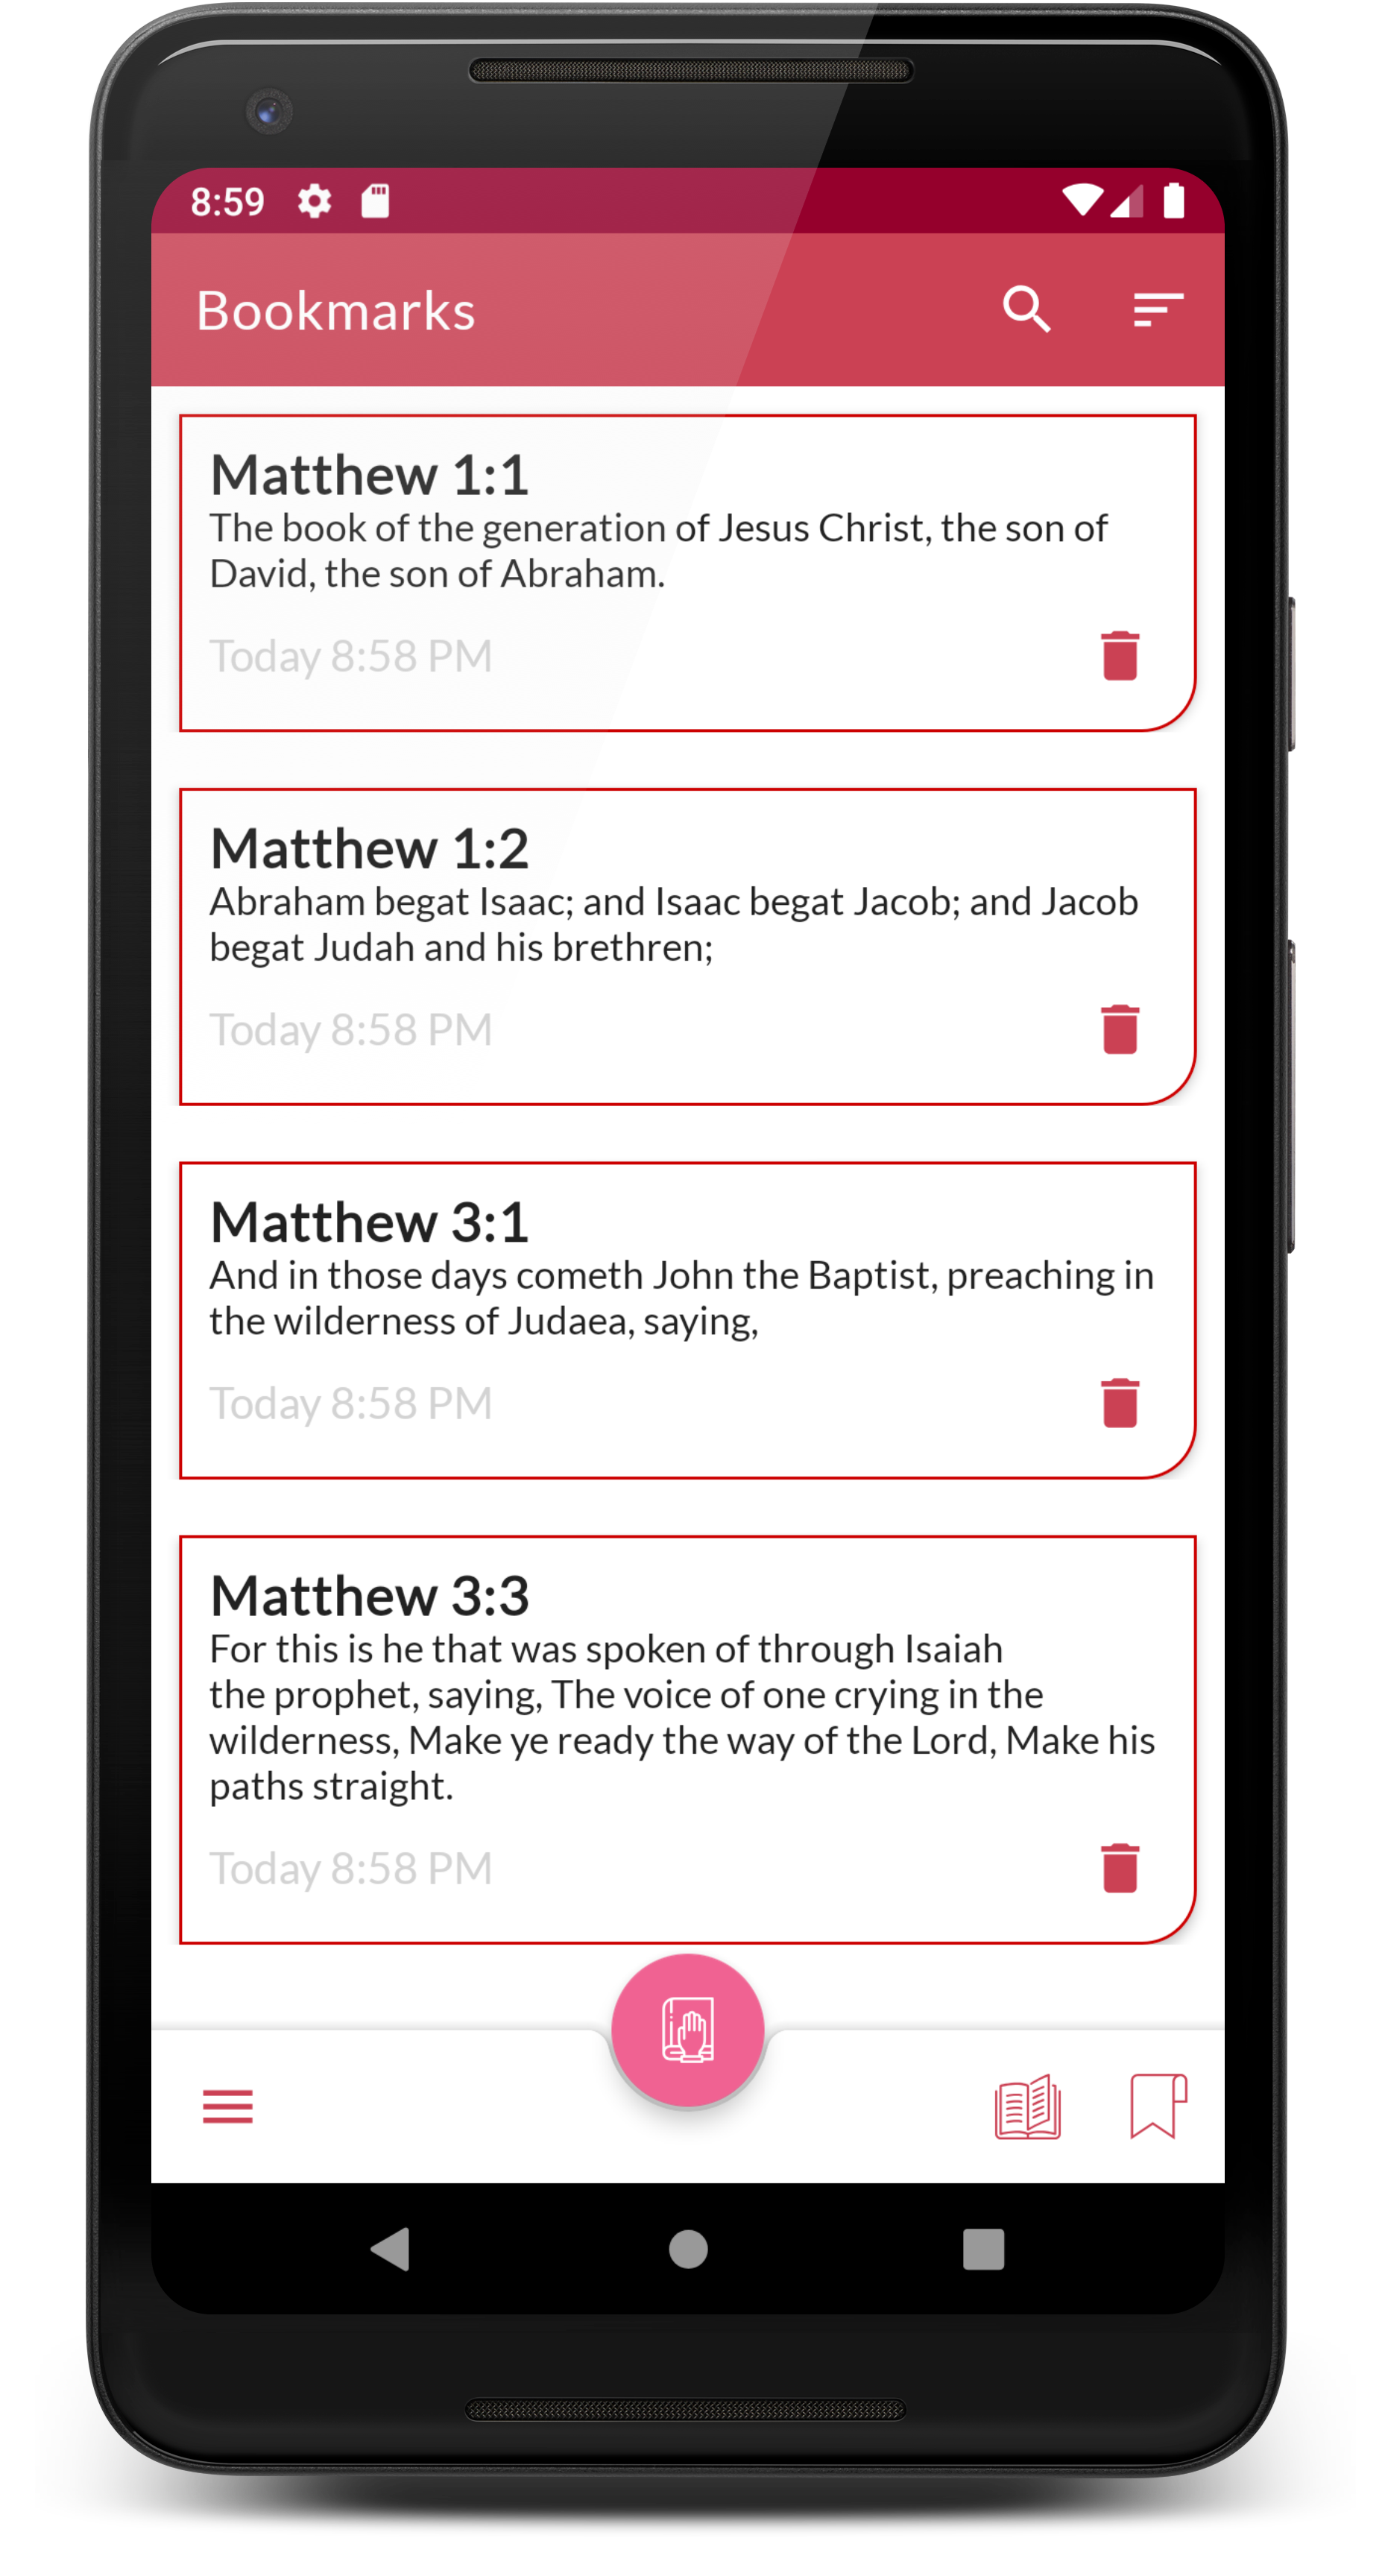 8:59
Bookmarks
Matthew 1:1
The book of the generation of Jesus Christ, the son of
David, the son of Abraham.
Today 8:58 PM
Matthew 1:2
Abraham begat Isaac; and Isaac begat Jacob; and Jacob
begat Judah and his brethren;
Today 8:58 PM
Matthew 3:1
And in those days cometh John the Baptist, preaching in
the wilderness of Judaea, saying,
Today 8:58 PM
Matthew 3:3
For this is he that was spoken of through Isaiah
the prophet, saying, The voice of one crying in the
wilderness, Make ye ready the way of the Lord, Make his
paths straight.
Today 8:58 PM